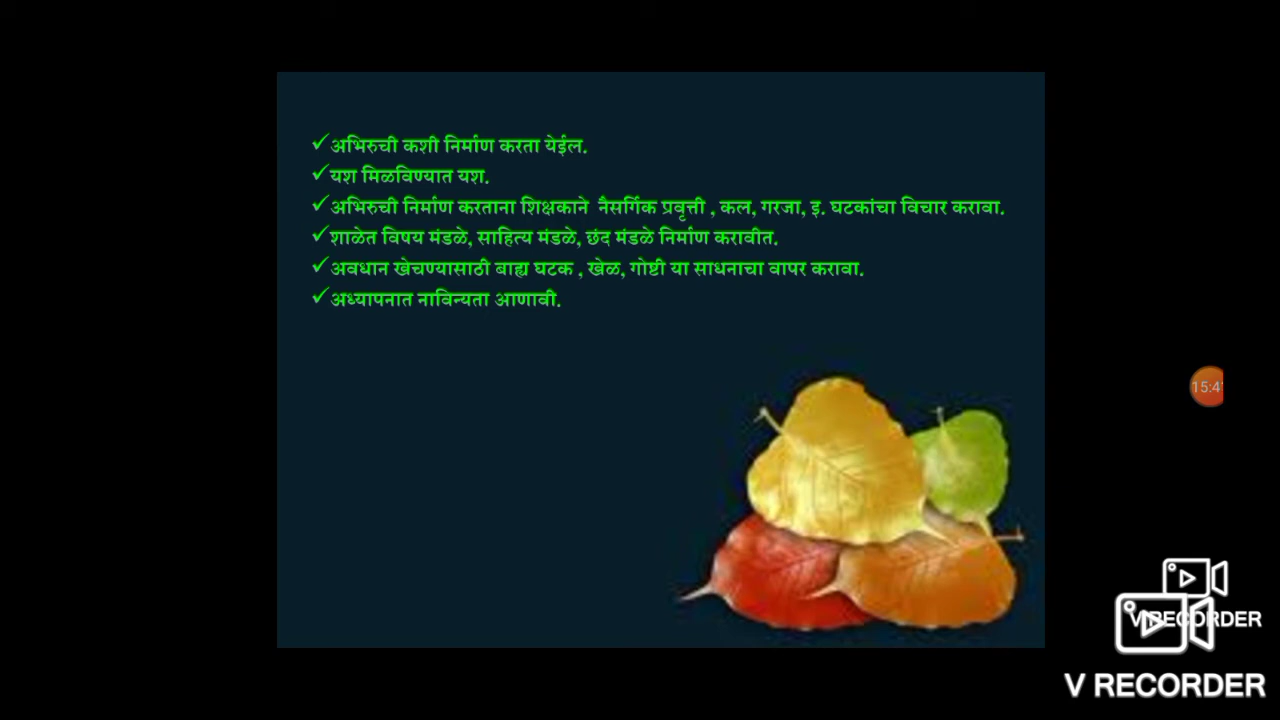 ✓अभिरुची कशी निर्माण करता येईल.
✓यश मिळविण्यात यश.
✓अभिरुची निर्माण करताना शिक्षकाने नैसर्गिक प्रवृत्ती , कल, गरजा, इ. घटकांचा विचार करावा.
✓शाळेत विषय मंडळे, साहित्य मंडळे, छंद मंडळे निर्माण करावीत.
✓अवधान खेचण्यासाठी बाह्य घटक , खेळ, गोष्टी या साधनाचा वापर करावा.
✓अध्यापनात नाविन्यता आणावी.
V RECORDER
V RECORDER